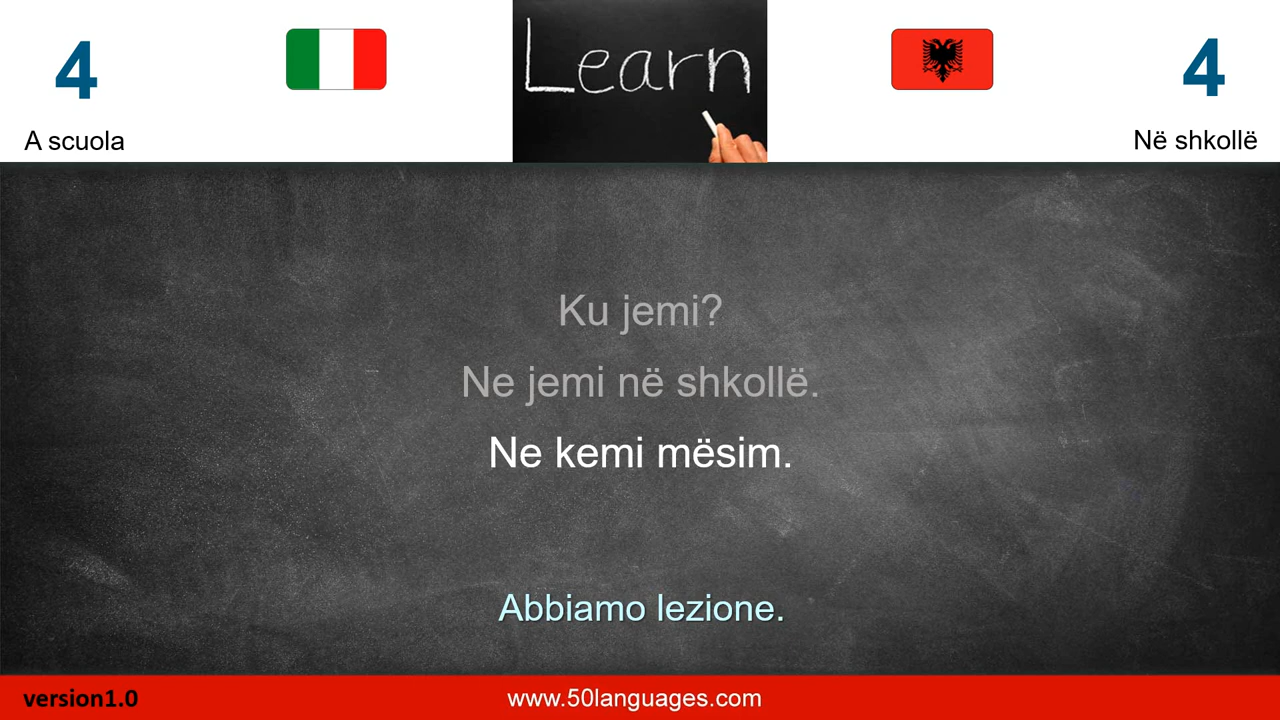 4
Learn
4
A scuola
Në shkollë
Ku jemi?
Ne jemi në shkollë.
Ne kemi mësim.
Abbiamo lezione.
version1.0
www.50languages.com